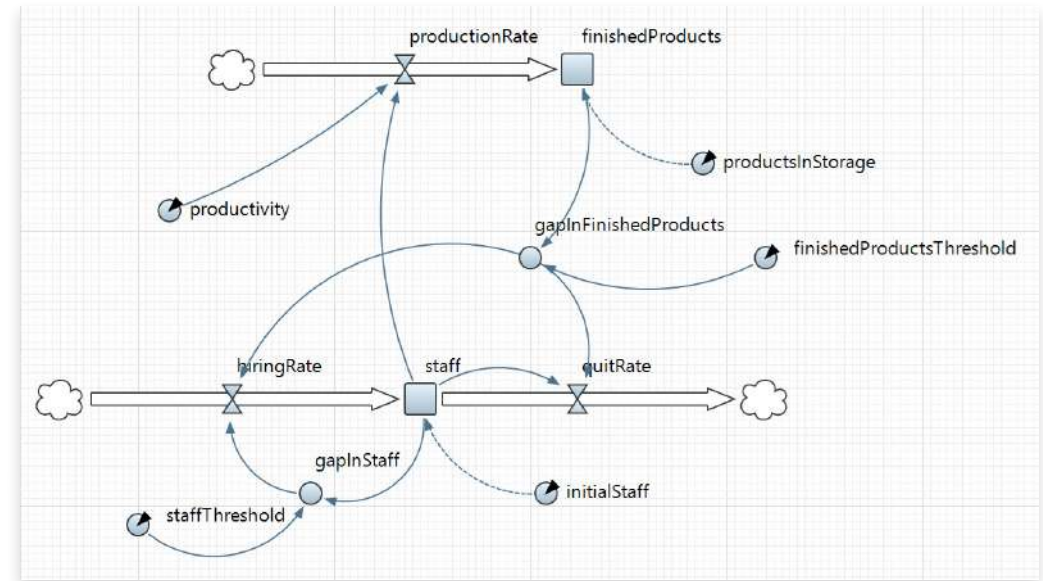 productionRate
finishedProducts
productsInStorage
productivity
gapInFinishedProducts
finishedProductsThreshold
hiringRate
staff
quitRate
gapInStaff
initialStaff
staffThreshold